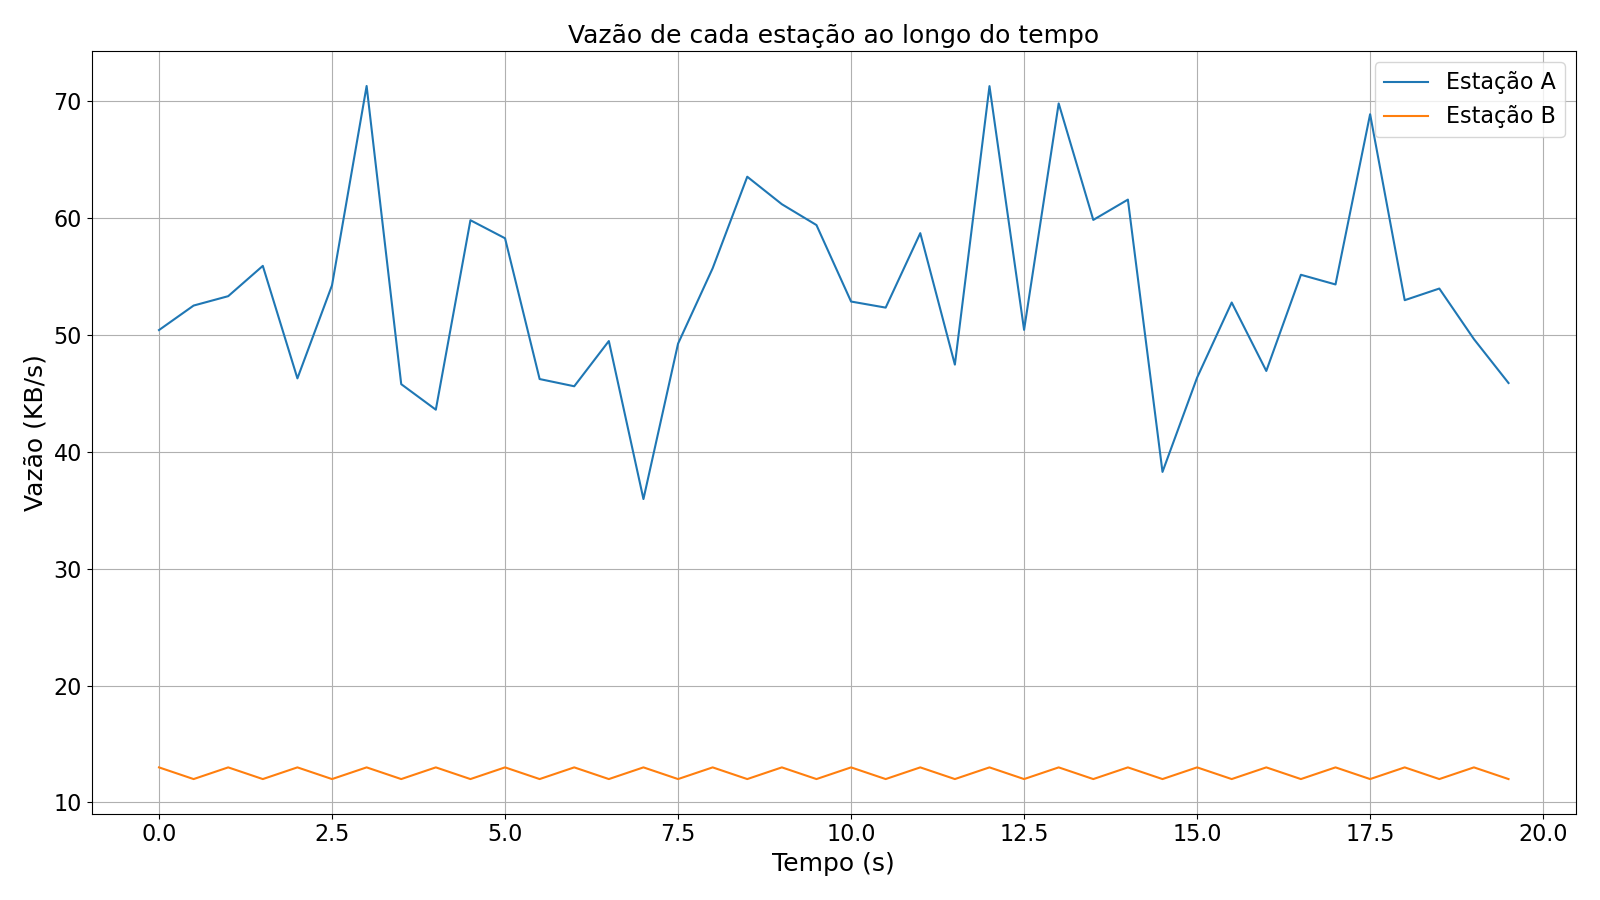 Vazão de cada estação ao longo do tempo
Estação A
Estação B
Vazão (KB/s)
70
60
50
40
30
20
10
0.0 2.5 5.0 7.5 10.0 12.5 15.0 17.5 20.0
Tempo (s)